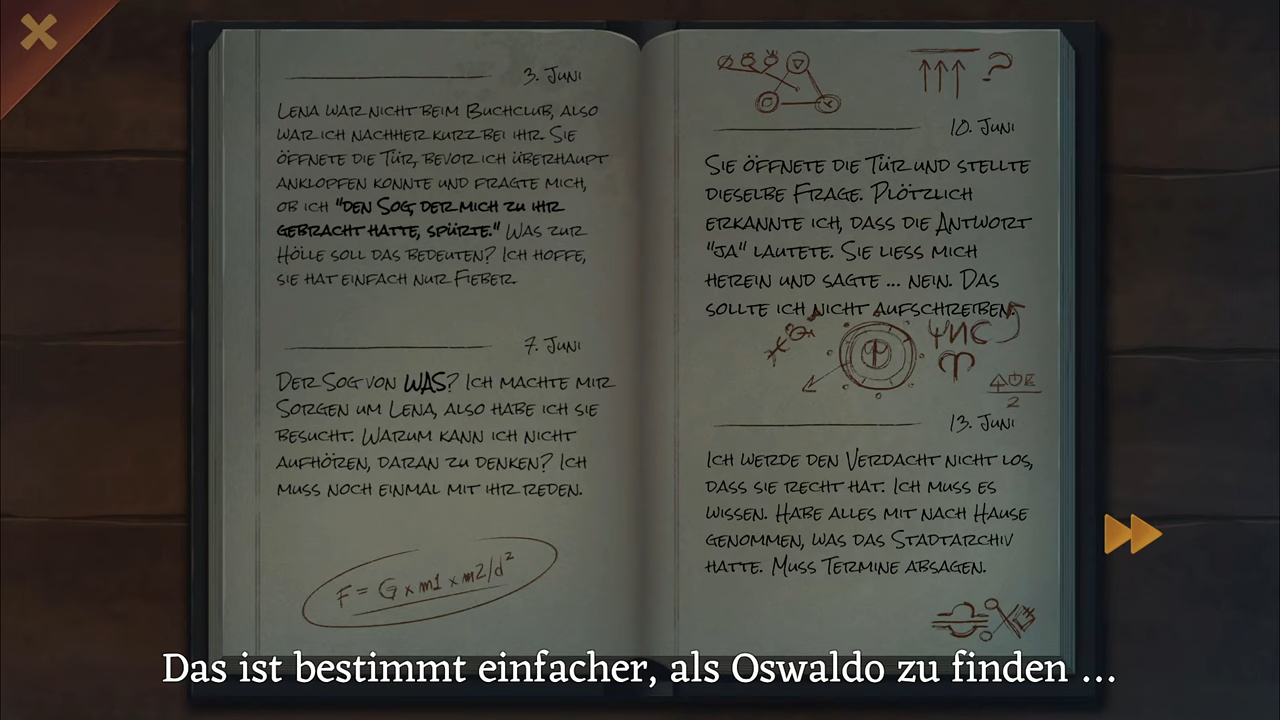 3. Juni
Lena war nicht beim Buchclub, also
war ich nachher kurz bei ihr. Sie
öffnete die Tür, bevor ich überhaupt
anklopfen konnte und fragte mich,
ob ich "den Sog, der mich zu ihr
gebracht hatte, spürte." Was zur
Hölle soll das bedeuten? Ich hoffe,
sie hat einfach nur Fieber.
7. Juni
Der Sog von WAS? Ich machte mir
Sorgen um Lena, also habe ich sie
besucht. Warum kann ich nicht
aufhören, daran zu denken? Ich
muss noch einmal mit ihr reden.
F = G x m1 x m2/d²
?
10. Juni
Sie öffnete die Tür und stellte
dieselbe Frage. Plötzlich
erkannte ich, dass die Antwort
"ja" lautete. Sie liess mich
herein und sagte ... nein. Das
sollte ich nicht aufschreiben.
2
13. Juni
Ich werde den Verdacht nicht los,
dass sie recht hat. Ich muss es
wissen. Habe alles mit nach Hause
genommen, was das Stadtarchiv
hatte. Muss Termine absagen.
Das ist bestimmt einfacher, als Oswaldo zu finden ...